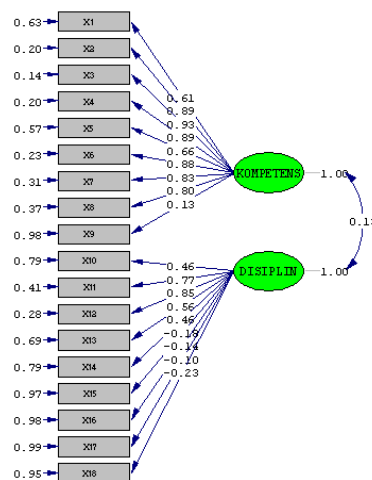 0.63 X1
0.20 X2
0.14 X3
0.20 X4
0.57 X5
0.23 X6
0.31 X7
0.37 X8
0.98 X9
0.79 X10
0.41 X11
0.28 X12
0.69 X13
0.79 X14
0.97 X15
0.98 X16
0.99 X17
0.95 X18
0.61
0.89
0.93
0.89
0.66
0.88
0.83
0.80
0.13
0.46
0.77
0.85
0.56
0.46
-0.18
-0.14
-0.10
-0.23
KOMPETENS 1.00
DISIPLIN 1.00